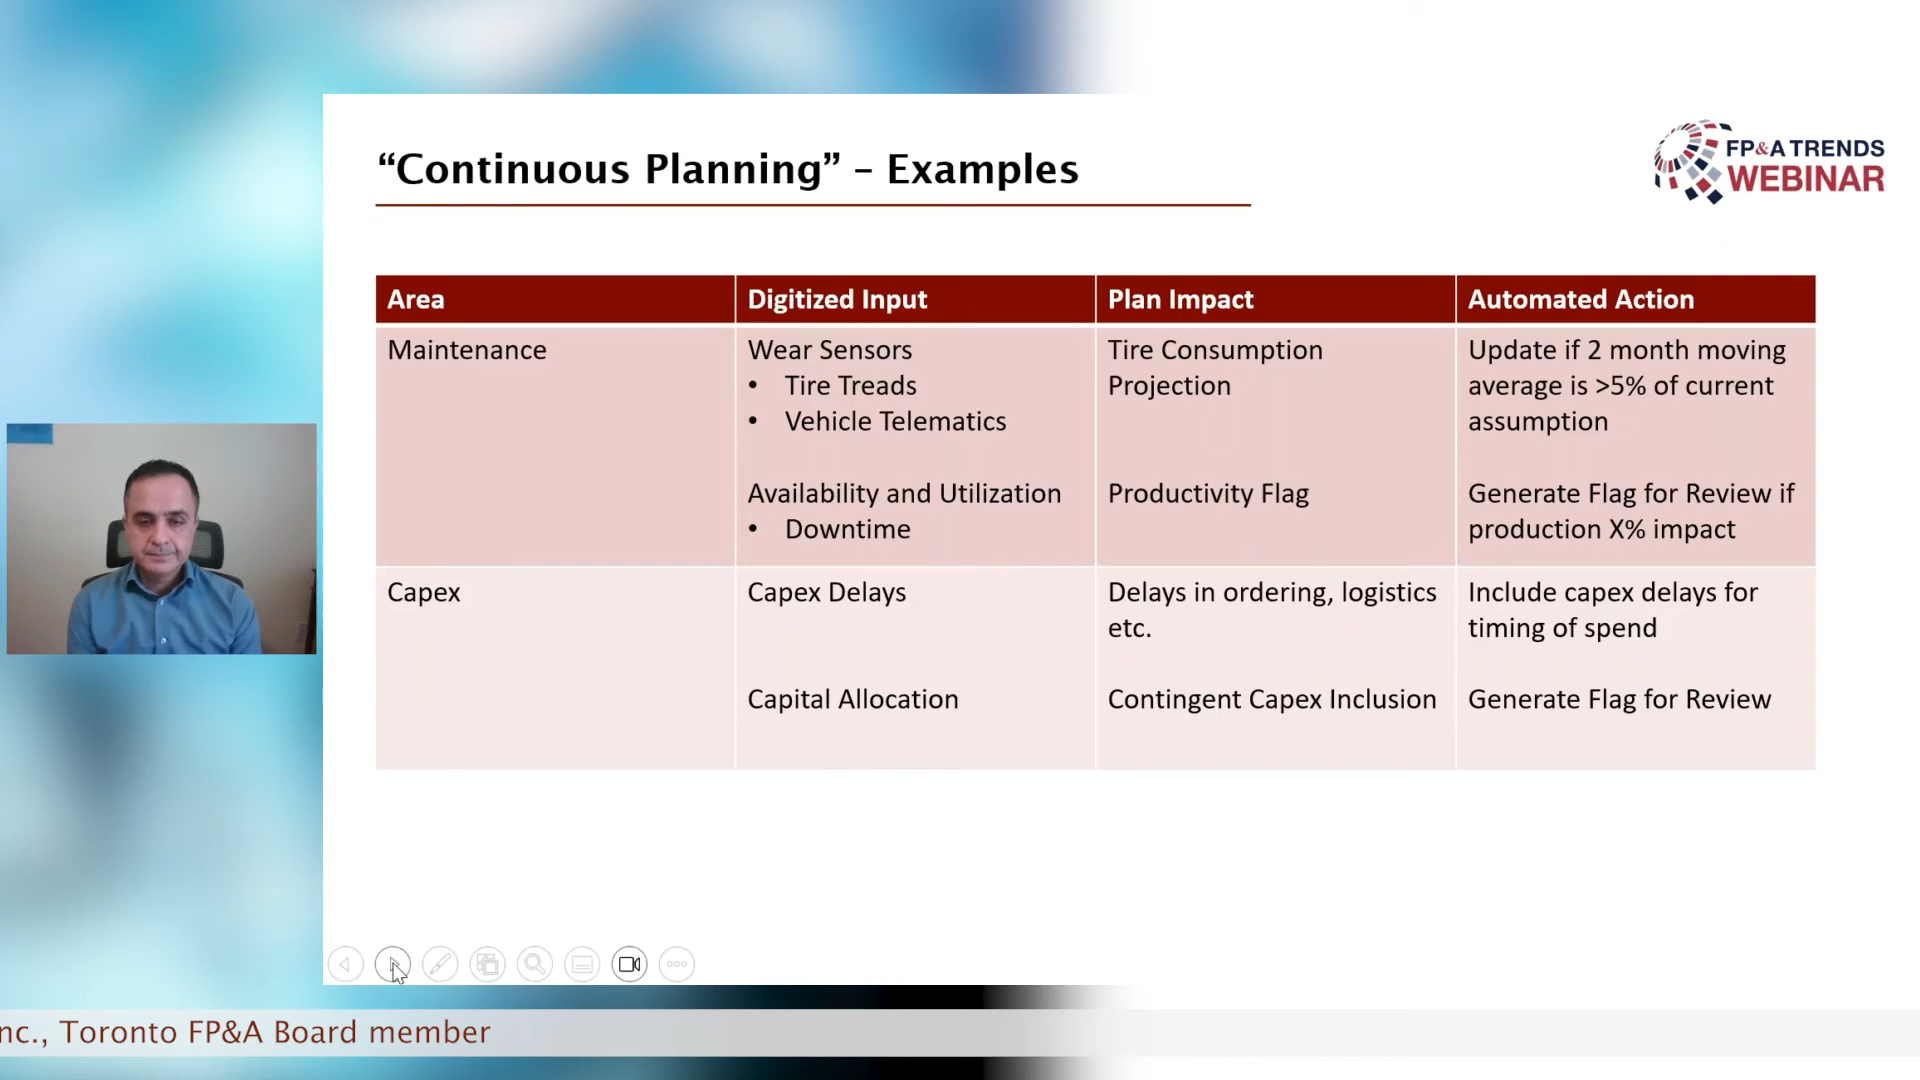 “Continuous Planning” – Examples
FP&A TRENDS
WEBINAR
Area
Digitized Input
Plan Impact
Automated Action
Maintenance
Wear Sensors
• Tire Treads
• Vehicle Telematics
Tire Consumption
Projection
Update if 2 month moving
average is >5% of current
assumption
Availability and Utilization
• Downtime
Productivity Flag
Generate Flag for Review if
production X% impact
Capex
Capex Delays
Delays in ordering, logistics
etc.
Include capex delays for
timing of spend
Capital Allocation
Contingent Capex Inclusion
Generate Flag for Review
nc., Toronto FP&A Board member